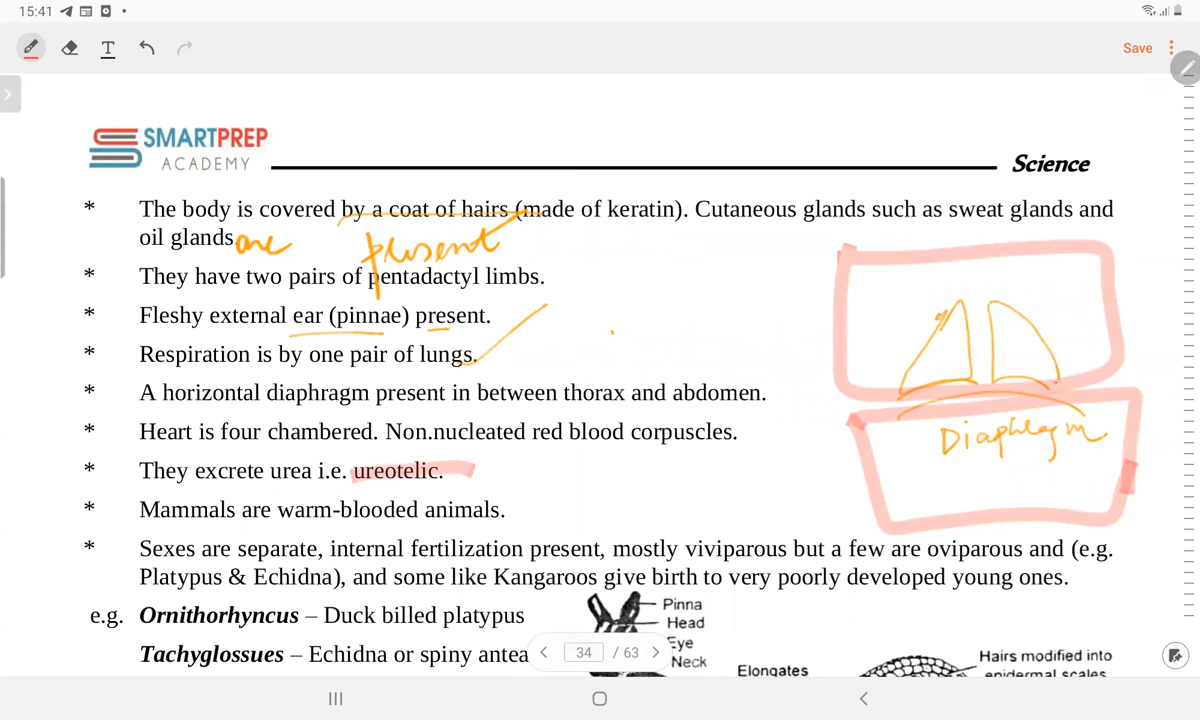 15:41
T
Save
SMARTPREP
ACADEMY
Science
* The body is covered by a coat of hairs (made of keratin). Cutaneous glands such as sweat glands and
oil glands are present
* They have two pairs of pentadactyl limbs.
* Fleshy external ear (pinnae) present.
* Respiration is by one pair of lungs.
* A horizontal diaphragm present in between thorax and abdomen.
* Heart is four chambered. Non.nucleated red blood corpuscles.
Diaphragm
* They excrete urea i.e. ureotelic.
* Mammals are warm-blooded animals.
* Sexes are separate, internal fertilization present, mostly viviparous but a few are oviparous and (e.g.
Platypus & Echidna), and some like Kangaroos give birth to very poorly developed young ones.
e.g. Ornithorhyncus – Duck billed platypus
Tachyglossues – Echidna or spiny antea
34 / 63
Pinna
Head
Eye
Neck
Elongates
Hairs modified into
epidermal scales